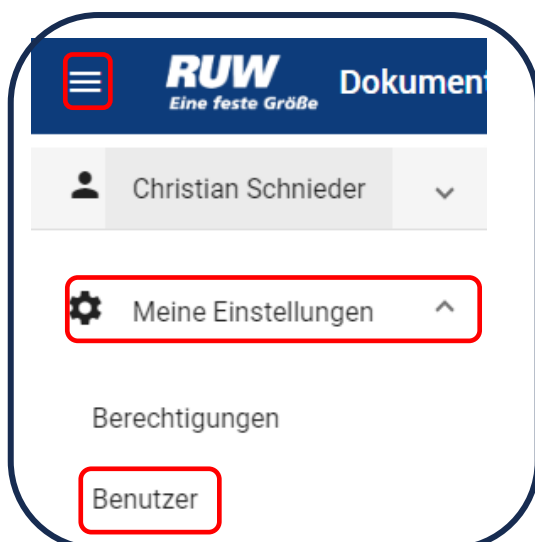 RUW
Eine feste Größe
Dokument
Christian Schnieder
Meine Einstellungen
Berechtigungen
Benutzer